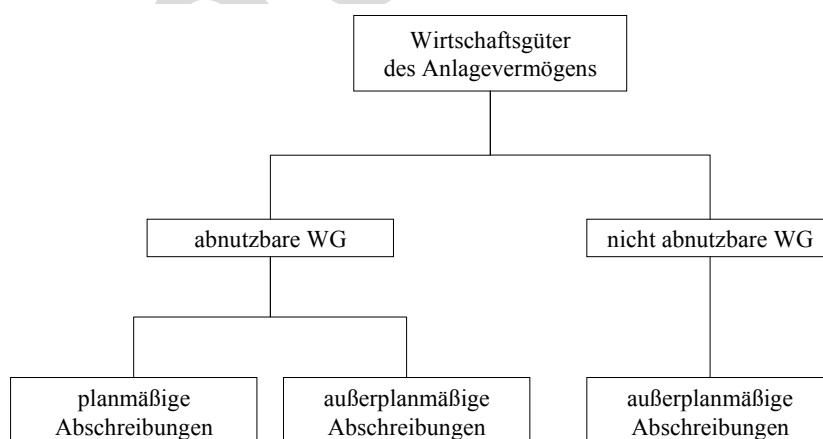 Wirtschaftsgüter
des Anlagevermögens
abnutzbare WG
nicht abnutzbare WG
planmäßige
Abschreibungen
außerplanmäßige
Abschreibungen
außerplanmäßige
Abschreibungen